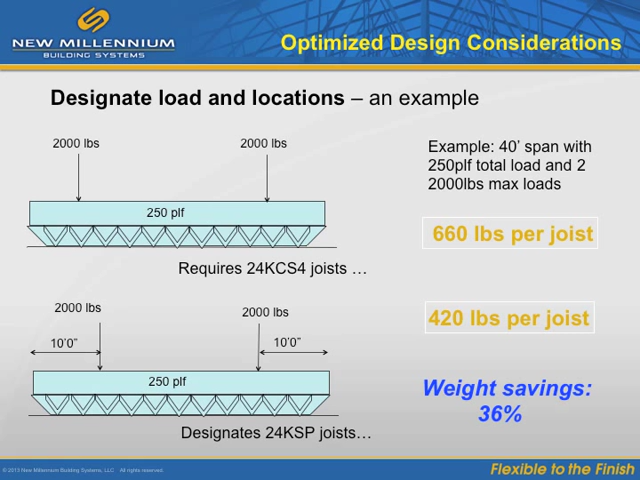 NEW MILLENNIUM
BUILDING SYSTEMS
Optimized Design Considerations
Designate load and locations – an example
2000 lbs
2000 lbs
250 plf
Requires 24KCS4 joists …
Example: 40’ span with
250plf total load and 2
2000lbs max loads
660 lbs per joist
2000 lbs
2000 lbs
10’0”
10’0”
250 plf
Designates 24KSP joists…
420 lbs per joist
Weight savings:
36%
© 2013 New Millennium Building Systems, LLC All rights reserved.
Flexible to the Finish